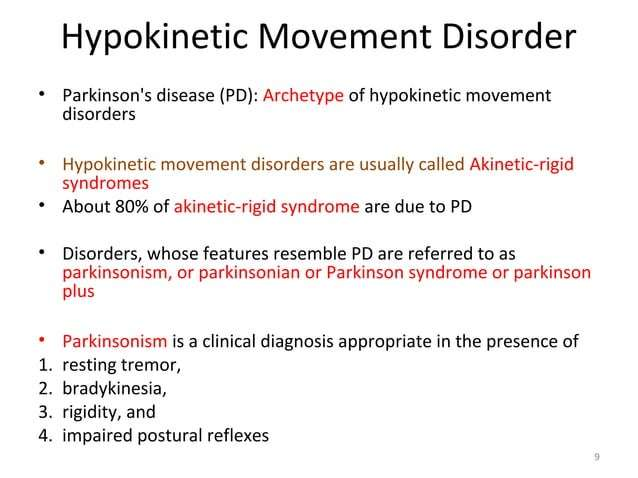 Hypokinetic Movement Disorder
• Parkinson's disease (PD): Archetype of hypokinetic movement
disorders
• Hypokinetic movement disorders are usually called Akinetic-rigid
syndromes
• About 80% of akinetic-rigid syndrome are due to PD
• Disorders, whose features resemble PD are referred to as
parkinsonism, or parkinsonian or Parkinson syndrome or parkinson
plus
• Parkinsonism is a clinical diagnosis appropriate in the presence of
1. resting tremor,
2. bradykinesia,
3. rigidity, and
4. impaired postural reflexes
9